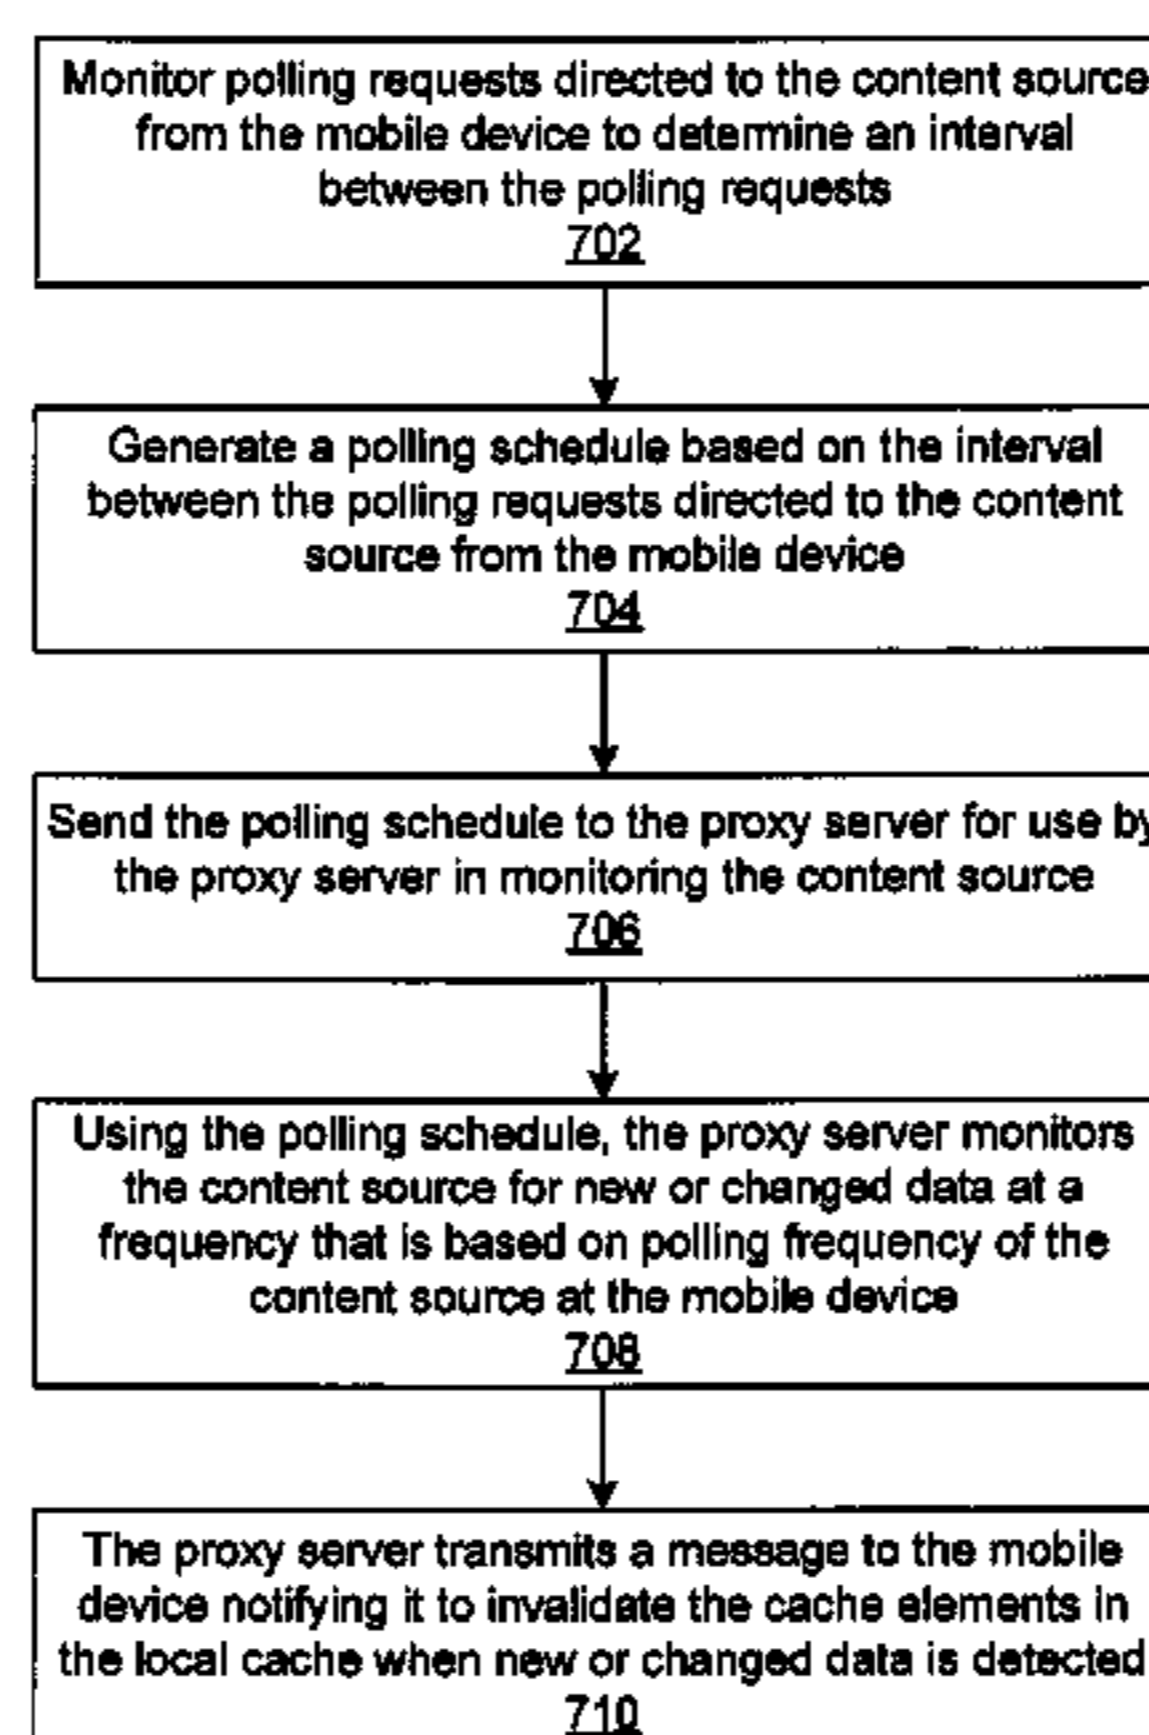 Monitor polling requests directed to the content source
from the mobile device to determine an interval
between the polling requests
702
Generate a polling schedule based on the interval
between the polling requests directed to the content
source from the mobile device
704
Send the polling schedule to the proxy server for use by
the proxy server in monitoring the content source
706
Using the polling schedule, the proxy server monitors
the content source for new or changed data at a
frequency that is based on polling frequency of the
content source at the mobile device
708
The proxy server transmits a message to the mobile
device notifying it to invalidate the cache elements in
the local cache when new or changed data is detected
710